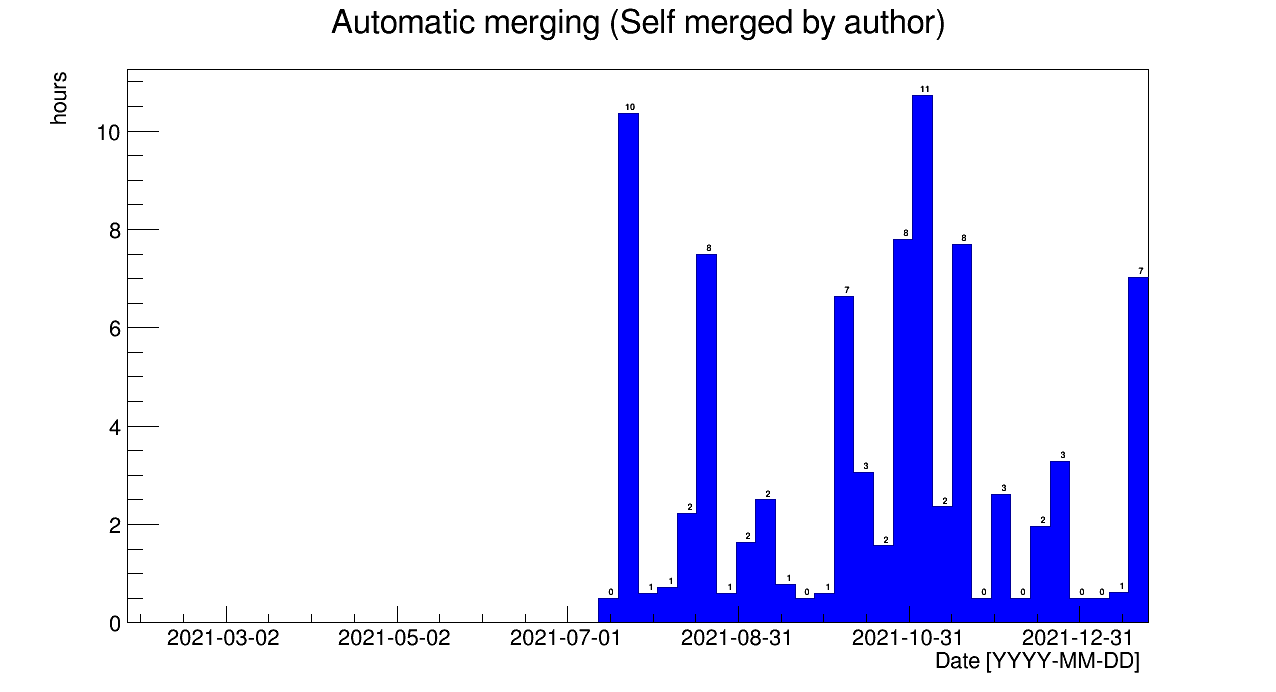 Automatic merging (Self merged by author)
hours
10
8
6
4
2
0
0 10 1 1 2 8 1 2 2 1 0 1 7 3 2 8 11 2 8 0 3 0 2 3 0 0 1 7
2021-03-02 2021-05-02 2021-07-01 2021-08-31 2021-10-31 2021-12-31
Date [YYYY-MM-DD]